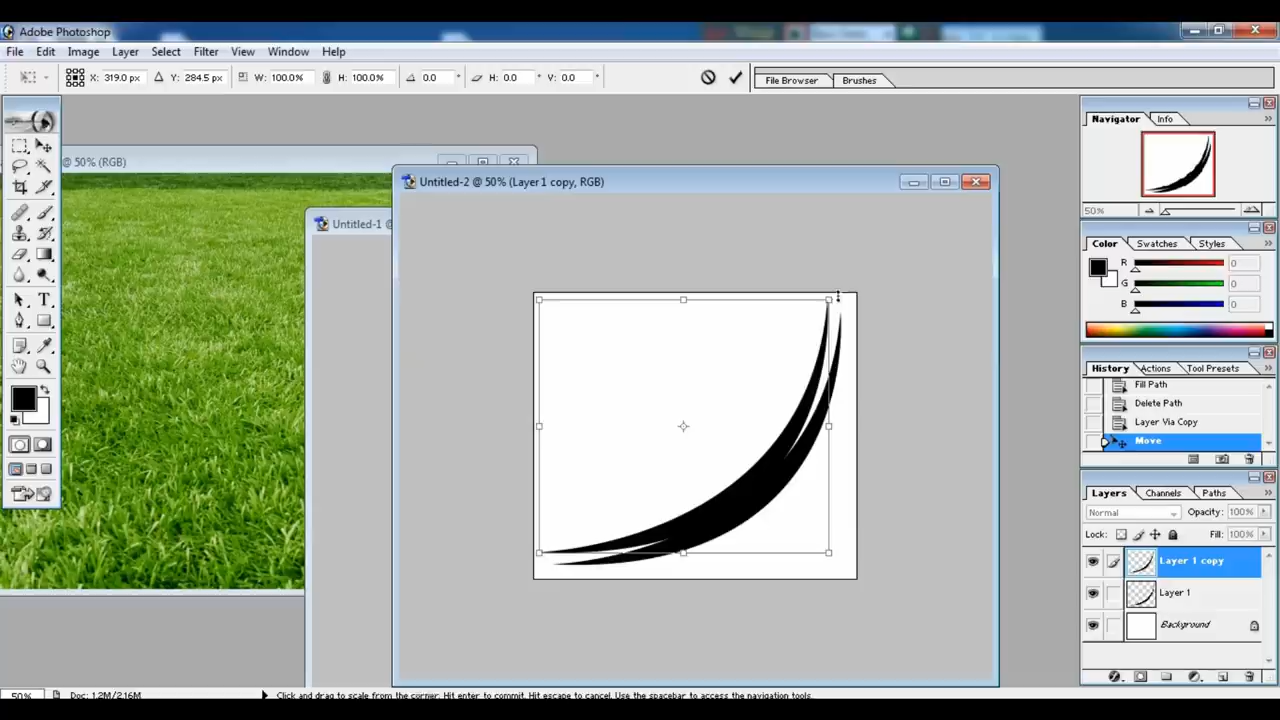 Adobe Photoshop
File Edit Image Layer Select Filter View Window Help
X: 319.0 px Y: 284.5 px W: 100.0% H: 100.0% 0.0 ° H: 0.0 ° V: 0.0 °
File Browser Brushes
@ 50% (RGB)
Untitled-1 @
Untitled-2 @ 50% (Layer 1 copy, RGB)
T
Navigator Info
50%
Color Swatches Styles
R 0
G 0
B 0
History Actions Tool Presets
Fill Path
Delete Path
Layer Via Copy
Move
Layers Channels Paths
Normal Opacity: 100%
Lock: Fill: 100%
Layer 1 copy
Layer 1
Background
50% Doc: 1.2M/2.16M Click and drag to scale from the corner. Hit enter to commit. Hit escape to cancel. Use the spacebar to access the navigation tools.